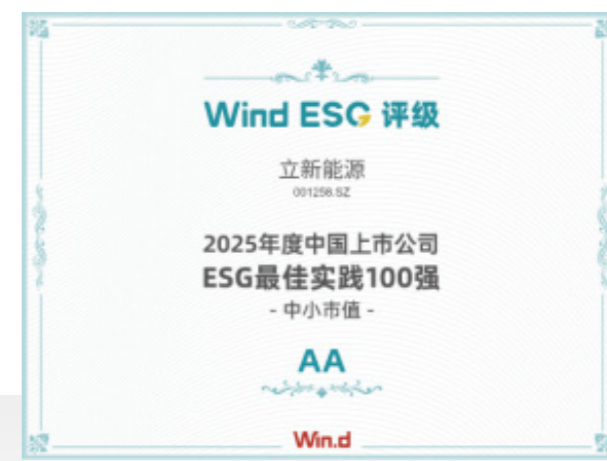 Wind ESG 评级
立新能源
001258.SZ
2025年度中国上市公司
ESG最佳实践100强
- 中小市值 -
AA
Win.d